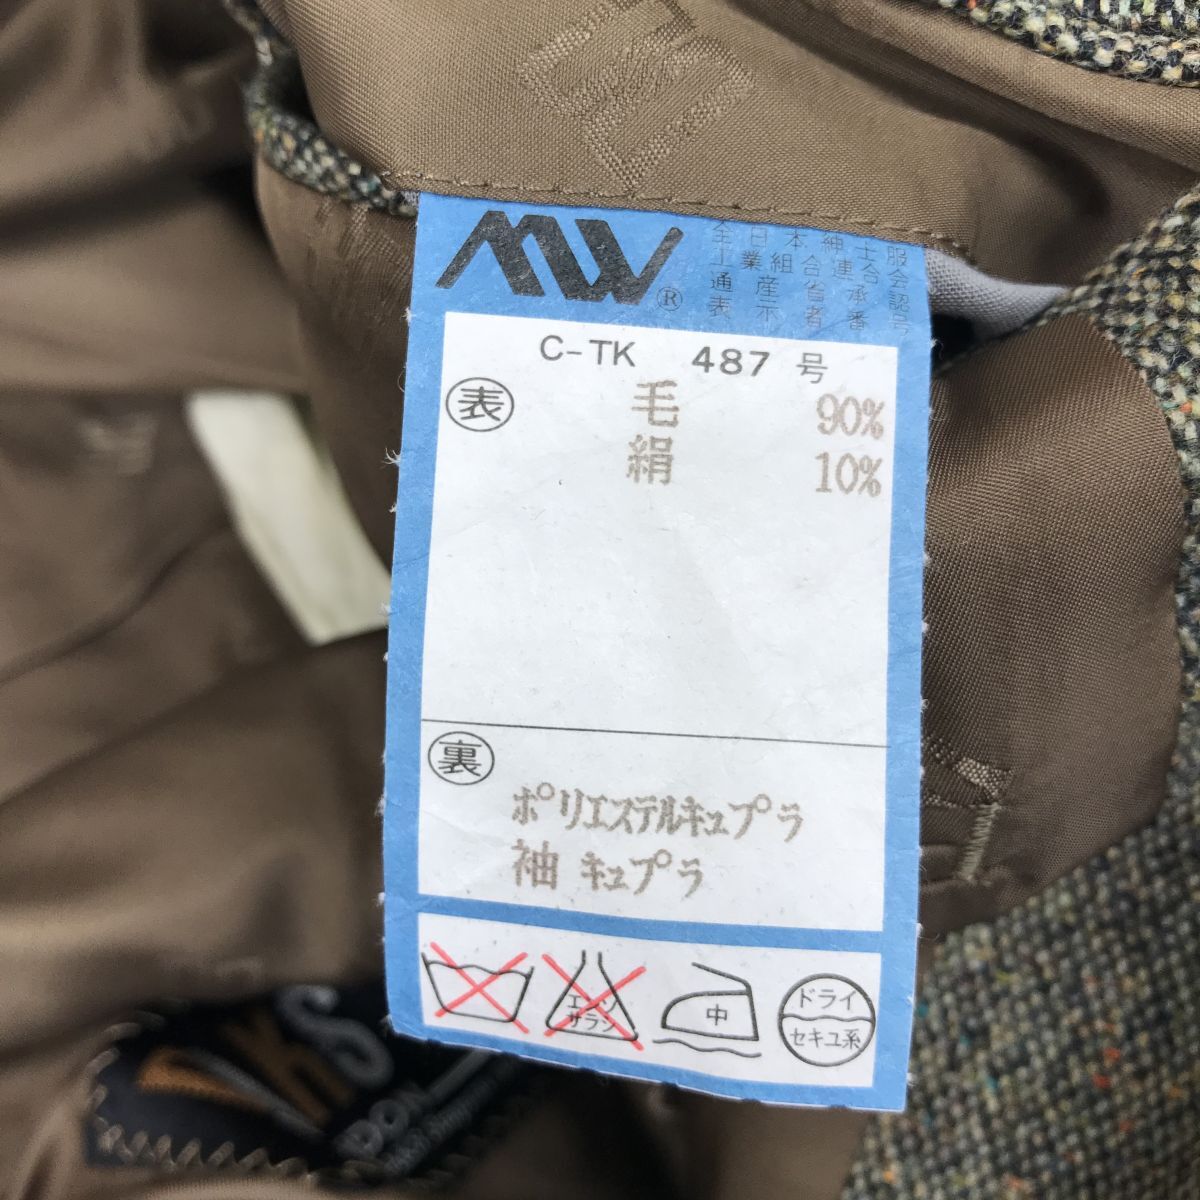 MW®
全日本紳士服
工業組合連合会
通産省承認
表示者番号
C-TK 487 号
表 毛 90%
絹 10%
裏
ポリエステルキュプラ
袖 キュプラ
エンソ
サラシ
中
ドライ
セキユ系
KS
DON